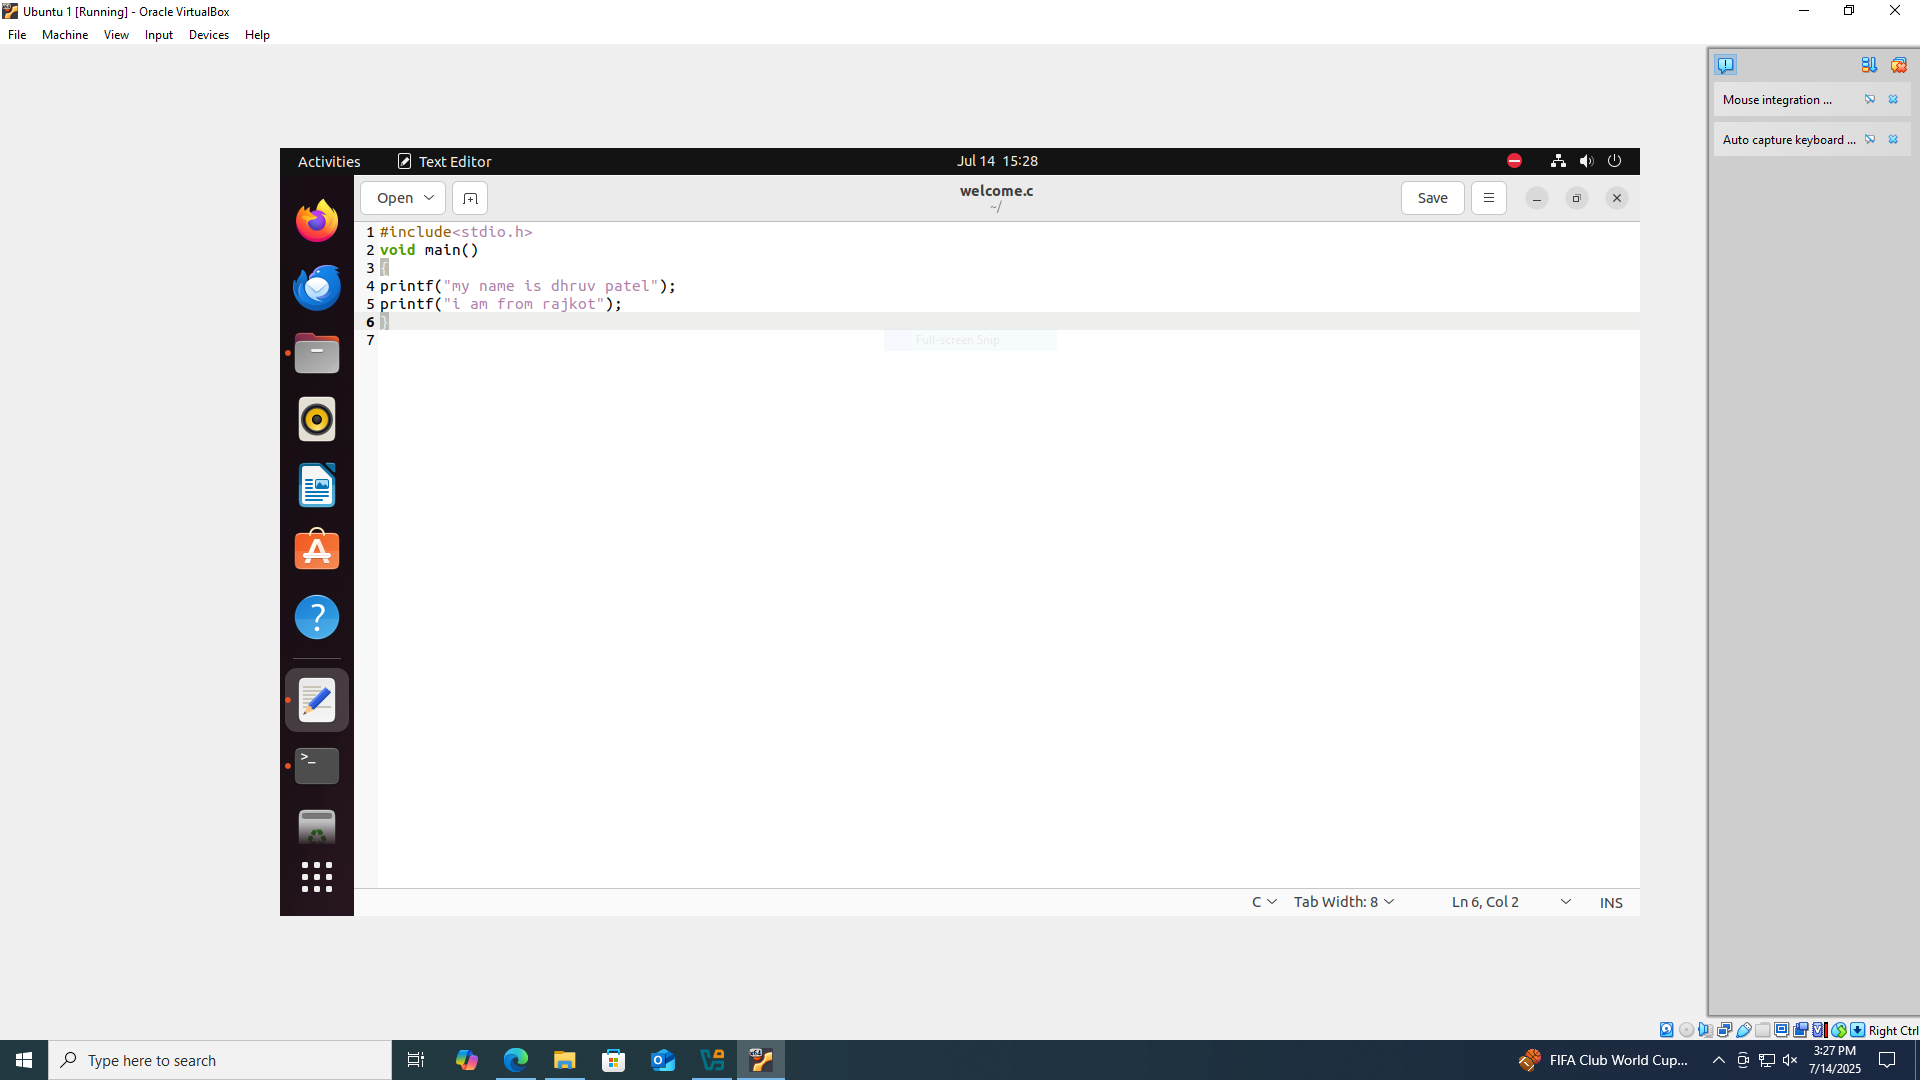 Ubuntu 1 [Running] - Oracle VirtualBox
File Machine View Input Devices Help
Mouse integration ...
Auto capture keyboard ...
Activities Text Editor Jul 14 15:28
Open welcome.c Save
~/
1 #include<stdio.h>
2 void main()
3 {
4 printf("my name is dhruv patel");
5 printf("i am from rajkot");
6 }
7
Full-screen Snip
C Tab Width: 8 Ln 6, Col 2 INS
Right Ctrl
Type here to search
FIFA Club World Cup...
3:27 PM
7/14/2025